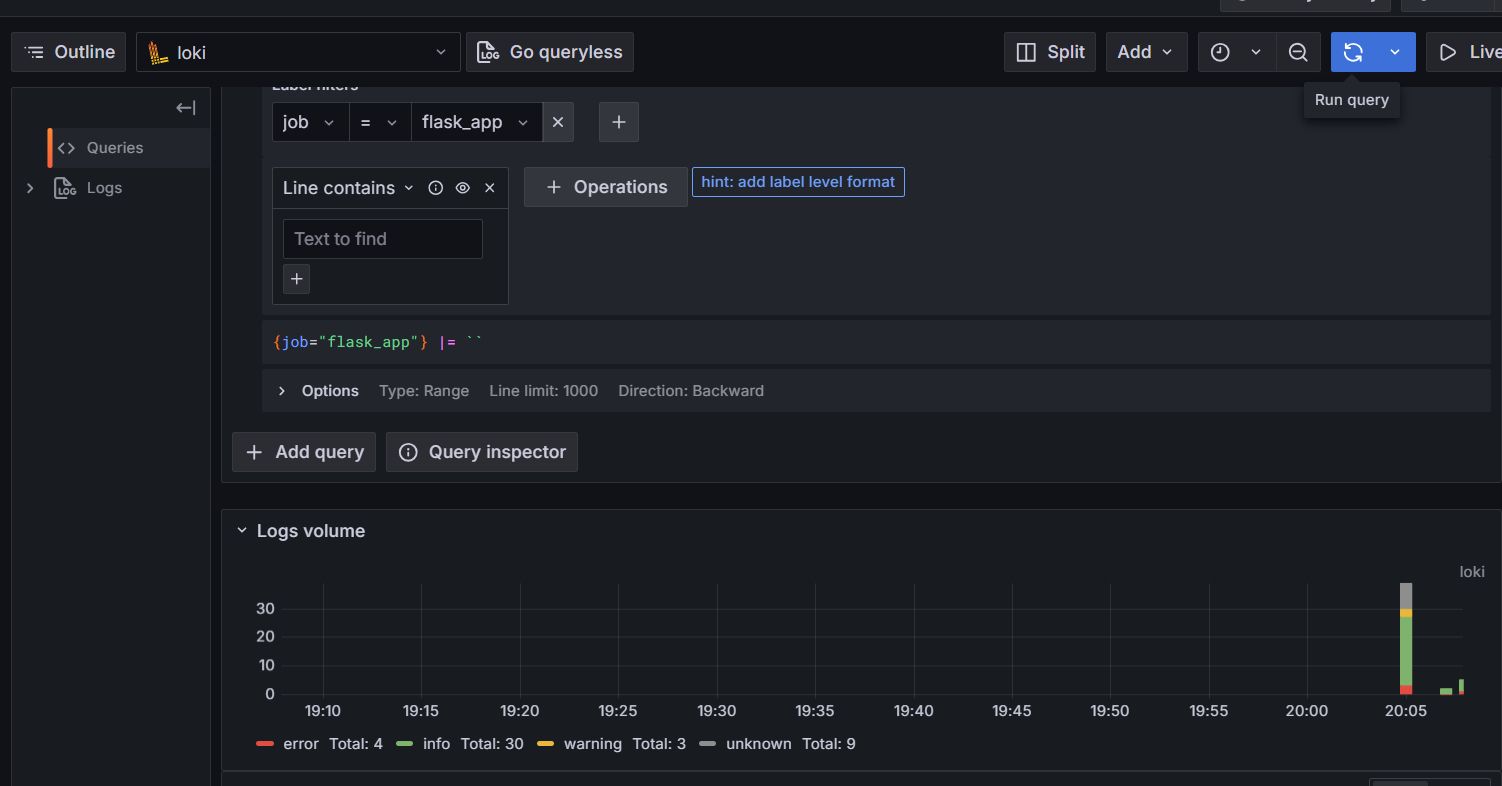 Outline
loki
Go queryless
Split
Add
Live
Run query
Queries
Logs
Label filters
job
=
flask_app
Line contains
Operations
hint: add label level format
Text to find
{job="flask_app"} |= ``
Options Type: Range Line limit: 1000 Direction: Backward
Add query
Query inspector
Logs volume
loki
30
20
10
0
19:10 19:15 19:20 19:25 19:30 19:35 19:40 19:45 19:50 19:55 20:00 20:05
error Total: 4 info Total: 30 warning Total: 3 unknown Total: 9